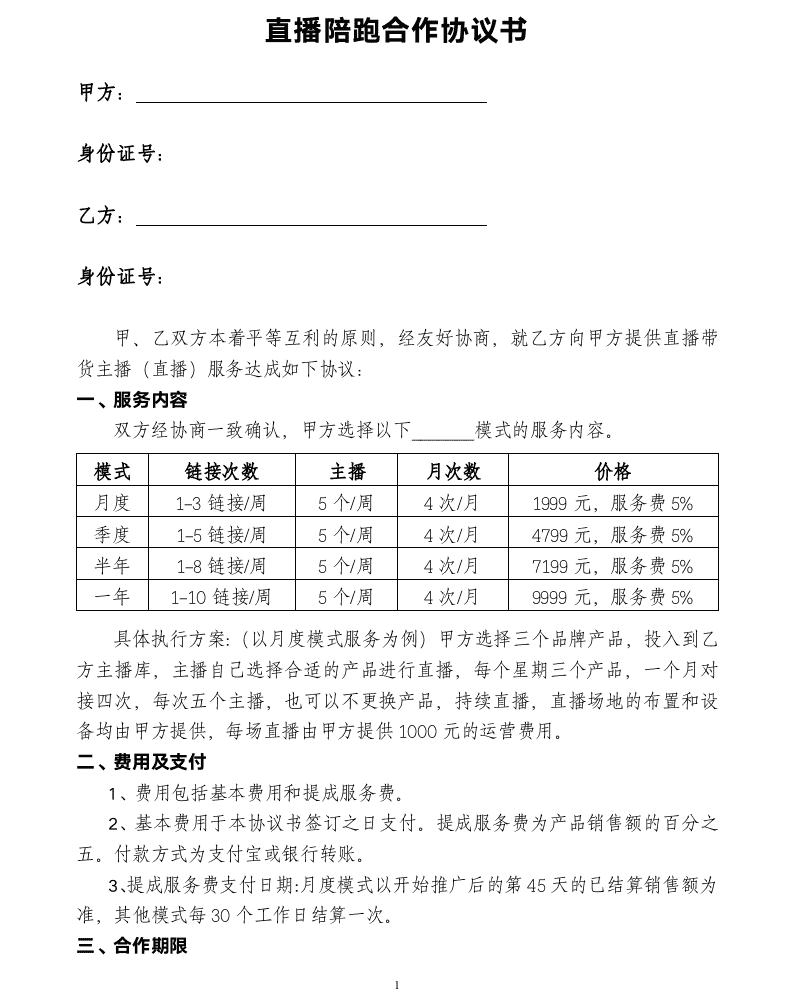 直播陪跑合作协议书
甲方：
身份证号：
乙方：
身份证号：
甲、乙双方本着平等互利的原则，经友好协商，就乙方向甲方提供直播带
货主播（直播）服务达成如下协议：
一、服务内容
双方经协商一致确认，甲方选择以下______模式的服务内容。
模式 链接次数 主播 月次数 价格
月度 1-3 链接/周 5 个/周 4 次/月 1999 元，服务费 5%
季度 1-5 链接/周 5 个/周 4 次/月 4799 元，服务费 5%
半年 1-8 链接/周 5 个/周 4 次/月 7199 元，服务费 5%
一年 1-10 链接/周 5 个/周 4 次/月 9999 元，服务费 5%
具体执行方案：（以月度模式服务为例）甲方选择三个品牌产品，投入到乙
方主播库，主播自己选择合适的产品进行直播，每个星期三个产品，一个月对
接四次，每次五个主播，也可以不更换产品，持续直播，直播场地的布置和设
备均由甲方提供，每场直播由甲方提供 1000 元的运营费用。
二、费用及支付
1、费用包括基本费用和提成服务费。
2、基本费用于本协议书签订之日支付。提成服务费为产品销售额的百分之
五。付款方式为支付宝或银行转账。
3、提成服务费支付日期:月度模式以开始推广后的第 45 天的已结算销售额为
准，其他模式每 30 个工作日结算一次。
三、合作期限
1